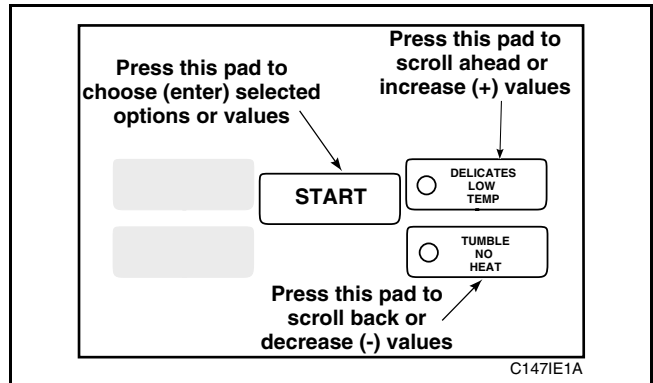 Press this pad to
choose (enter) selected
options or values
Press this pad to
scroll ahead or
increase (+) values
START
DELICATES
LOW
TEMP
TUMBLE
NO
HEAT
Press this pad to
scroll back or
decrease (-) values
C147IE1A